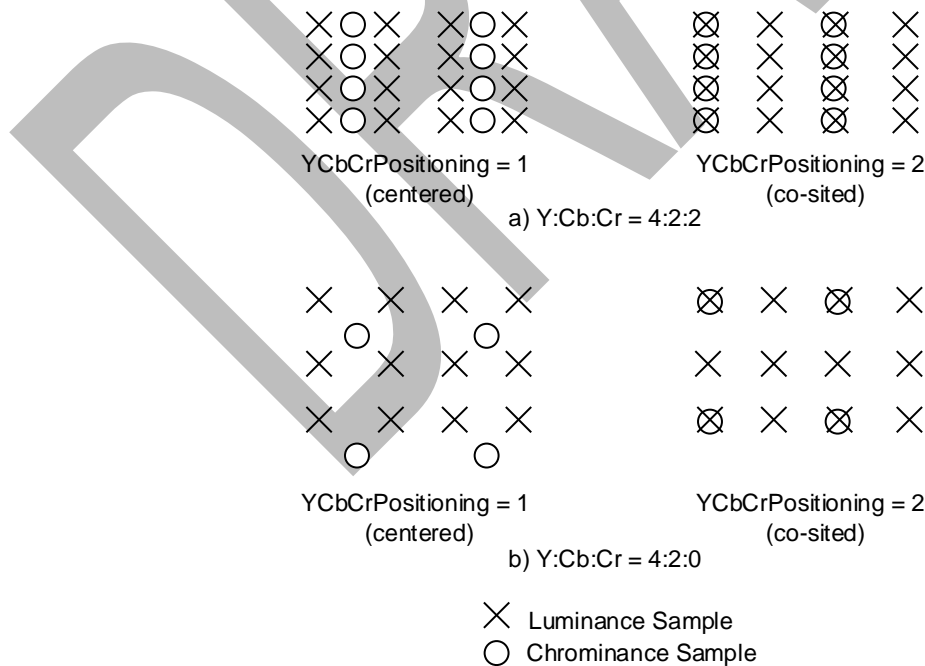 YCbCrPositioning = 1 YCbCrPositioning = 2
(centered) (co-sited)
a) Y:Cb:Cr = 4:2:2
YCbCrPositioning = 1 YCbCrPositioning = 2
(centered) (co-sited)
b) Y:Cb:Cr = 4:2:0
Luminance Sample
Chrominance Sample